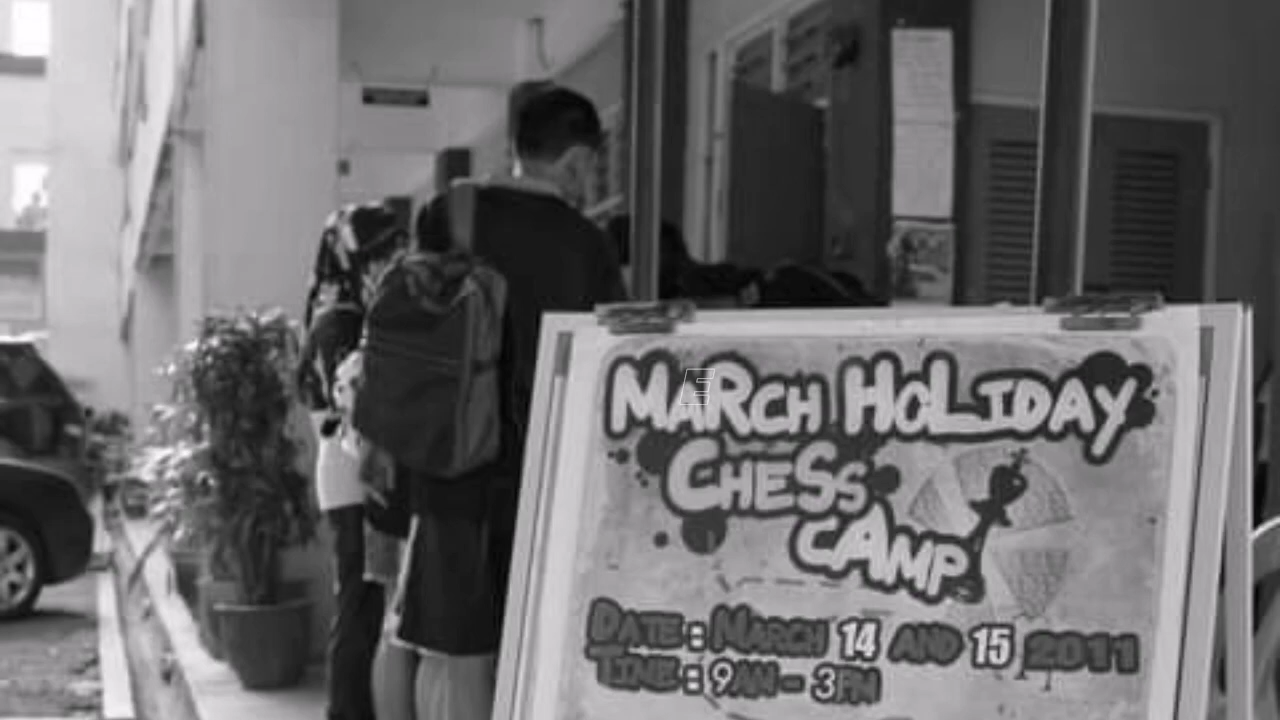 MARCH HOLIDAY
CHESS
CAMP
DATE : MARCH 14 AND 15 2011
TIME : 9AM - 3PM